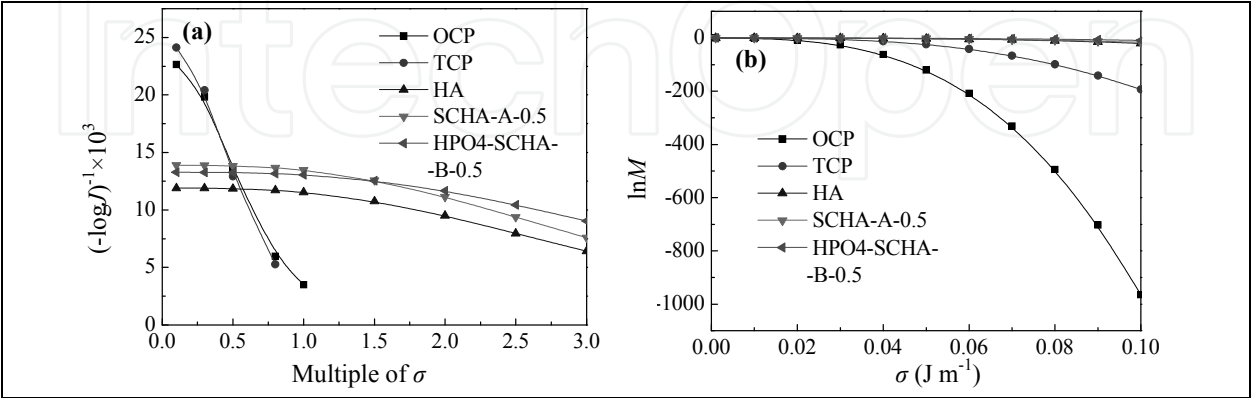 IntechOpen
(a)
OCP
TCP
HA
SCHA-A-0.5
HPO4-SCHA-
-B-0.5
(-logJ)⁻¹×10³
25
20
15
10
5
0
0.0 0.5 1.0 1.5 2.0 2.5 3.0
Multiple of σ
(b)
OCP
TCP
HA
SCHA-A-0.5
HPO4-SCHA-
-B-0.5
lnM
0
-200
-400
-600
-800
-1000
0.00 0.02 0.04 0.06 0.08 0.10
σ (J m⁻¹)